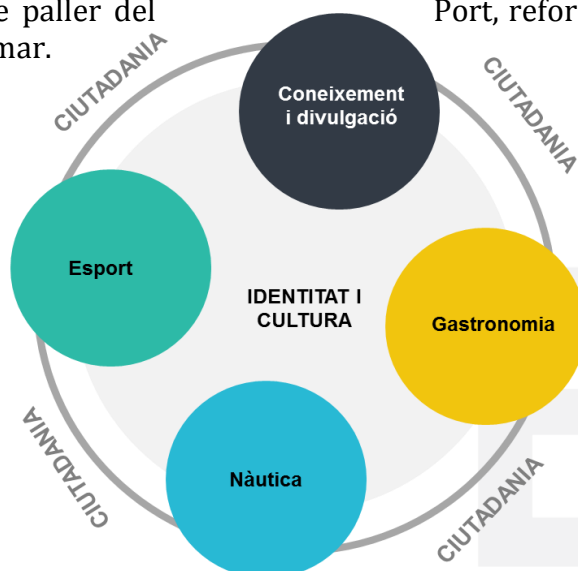 e paller del
mar.
Port, refor
CIUTADANIA
CIUTADANIA
Coneixement
i divulgació
Esport
IDENTITAT I
CULTURA
Gastronomia
Nàutica
CIUTADANIA
CIUTADANIA